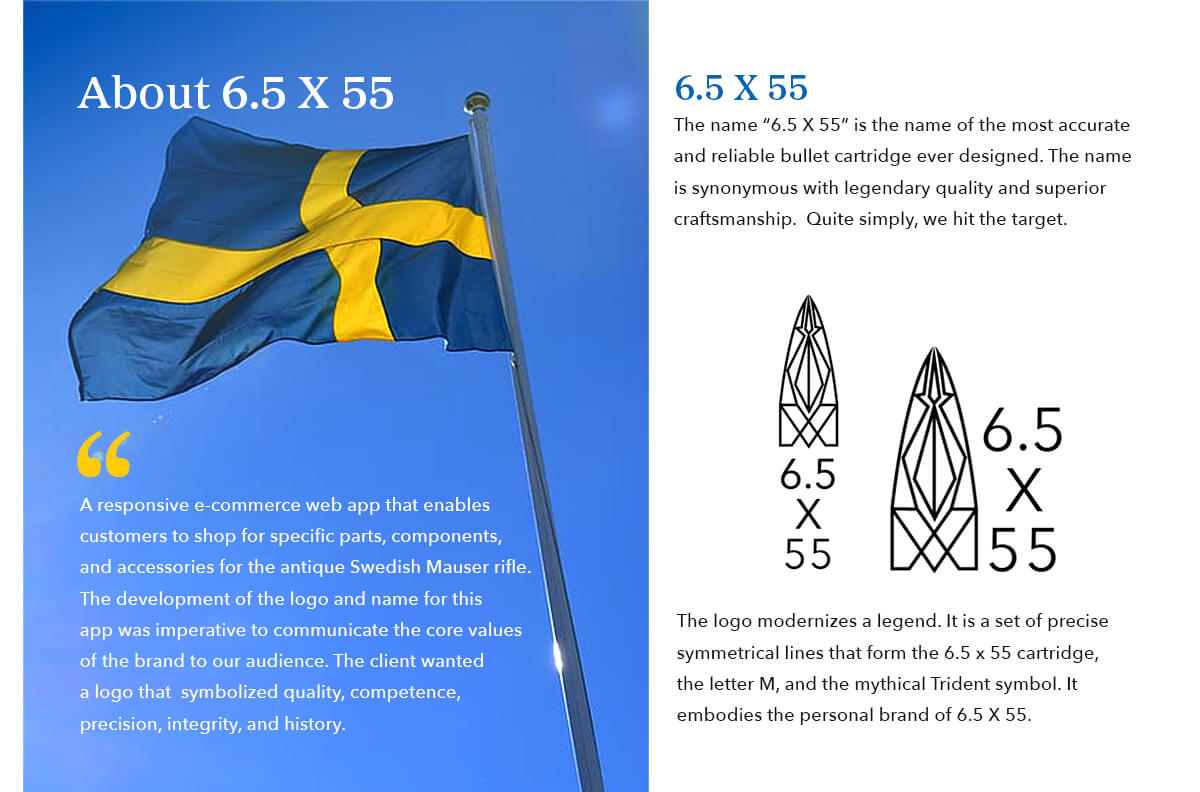 About 6.5 X 55
“
A responsive e-commerce web app that enables
customers to shop for specific parts, components,
and accessories for the antique Swedish Mauser rifle.
The development of the logo and name for this
app was imperative to communicate the core values
of the brand to our audience. The client wanted
a logo that  symbolized quality, competence,
precision, integrity, and history.
6.5 X 55
The name “6.5 X 55” is the name of the most accurate
and reliable bullet cartridge ever designed. The name
is synonymous with legendary quality and superior
craftsmanship.  Quite simply, we hit the target.
6.5
X
55
6.5
X
55
The logo modernizes a legend. It is a set of precise
symmetrical lines that form the 6.5 x 55 cartridge,
the letter M, and the mythical Trident symbol. It
embodies the personal brand of 6.5 X 55.